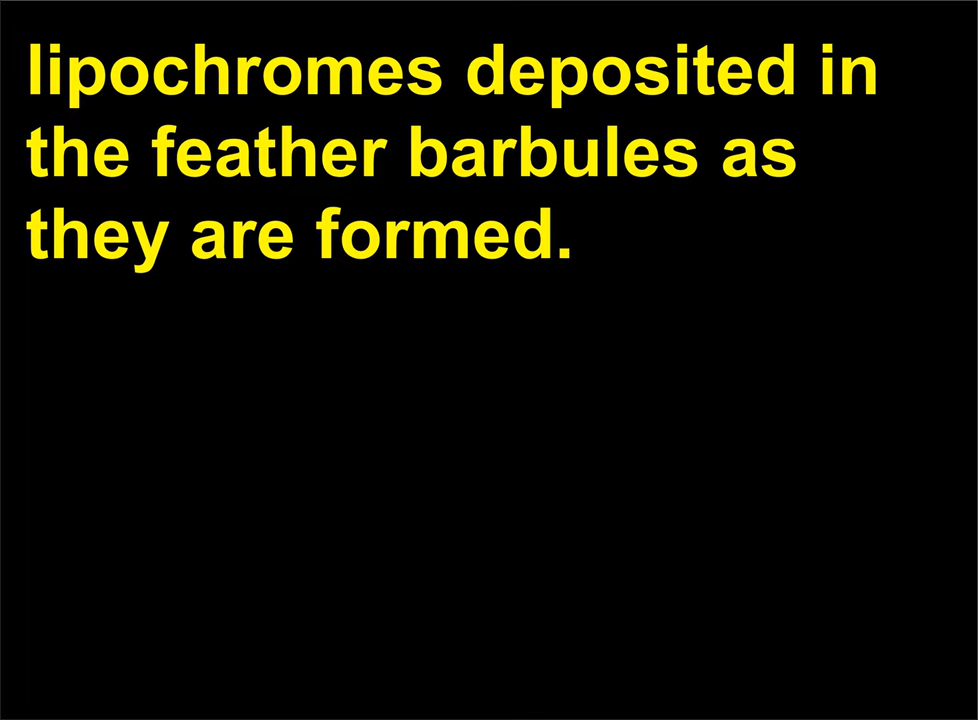 lipochromes deposited in
the feather barbules as
they are formed.